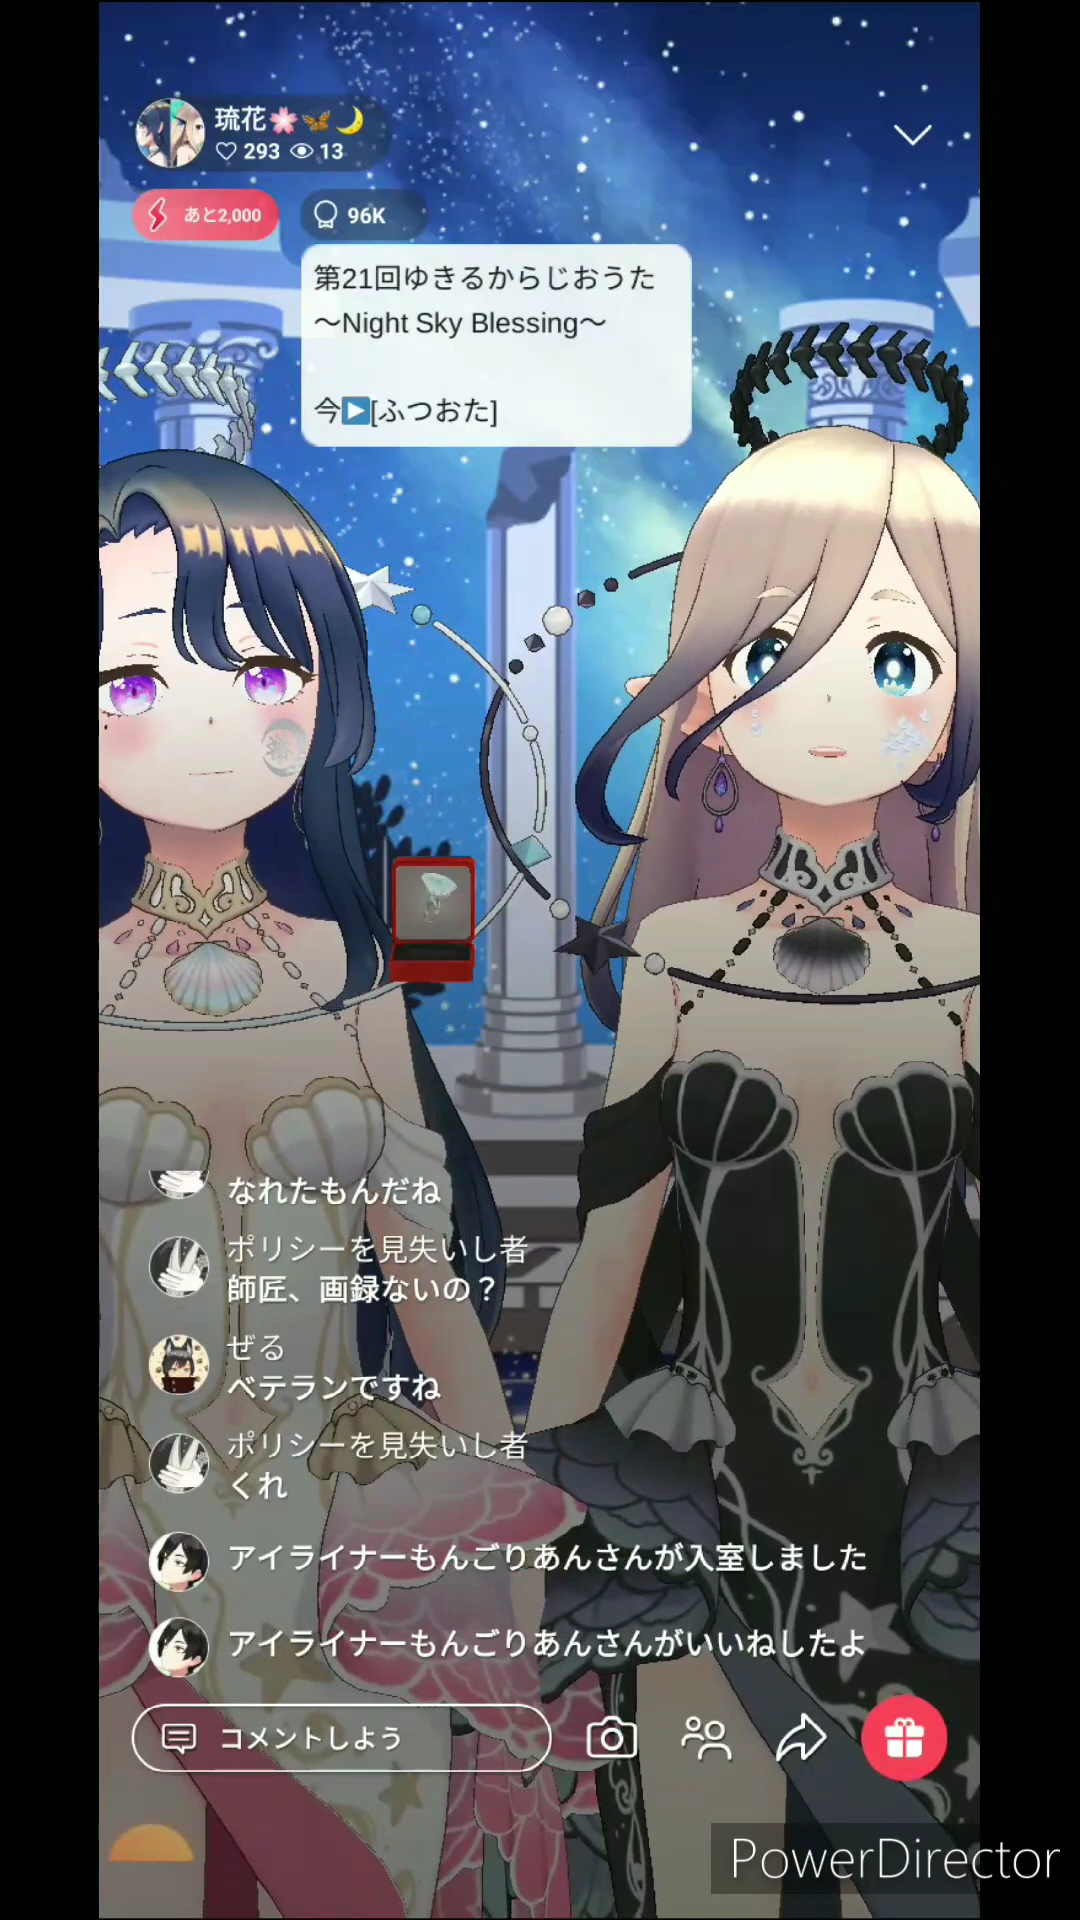 琉花🌸🦋🌙
293 13
あと2,000
96K
第21回ゆきるからじおうた
～Night Sky Blessing～
今▶[ふつおた]
なれたもんだね
ポリシーを見失いし者
師匠、画録ないの？
ぜる
ベテランですね
ポリシーを見失いし者
くれ
アイライナーもんごりあんさんが入室しました
アイライナーもんごりあんさんがいいねしたよ
コメントしよう
PowerDirector